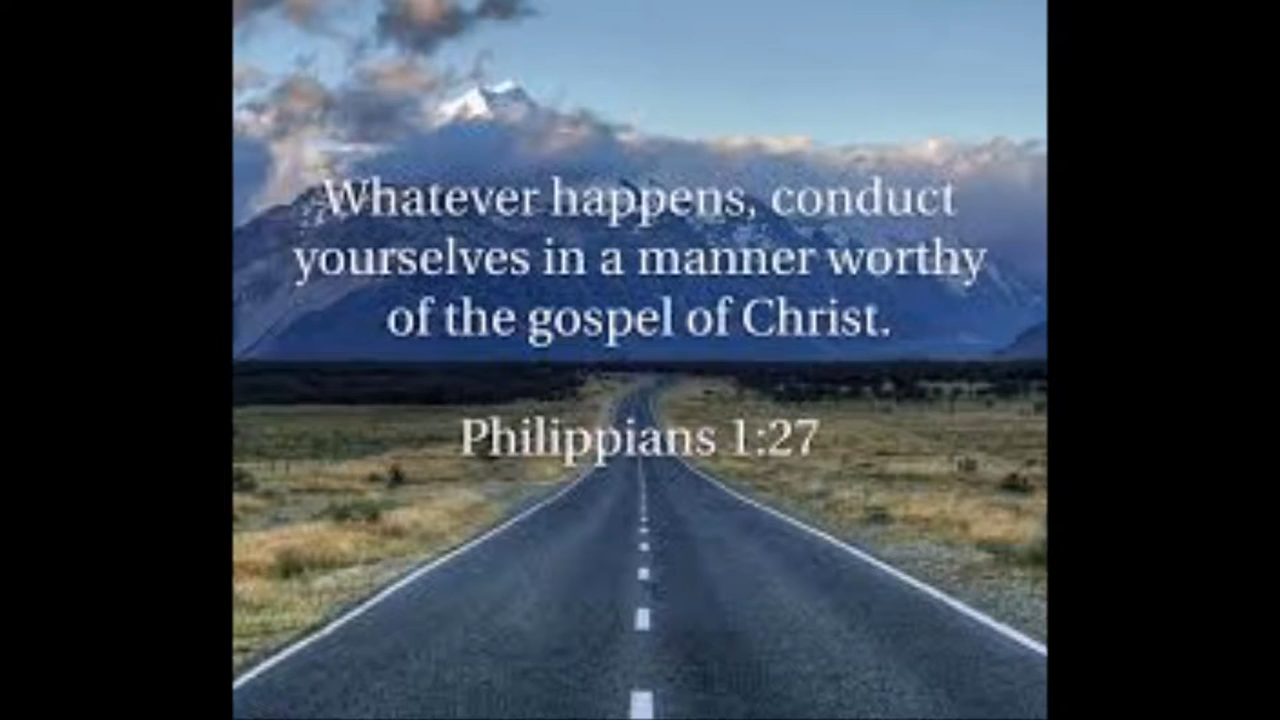 Whatever happens, conduct
yourselves in a manner worthy
of the gospel of Christ.
Philippians 1:27